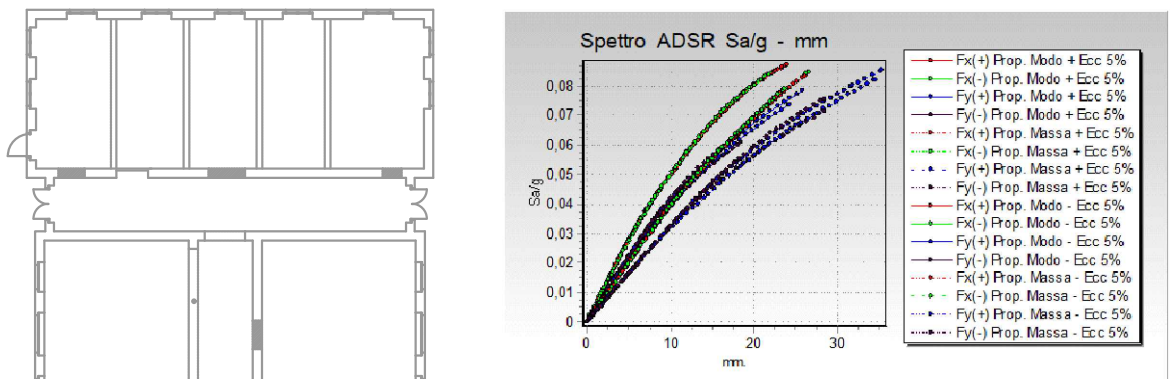 Spettro ADSR Sa/g - mm
Sa/g
0,08
0,07
0,06
0,05
0,04
0,03
0,02
0,01
0
0
10
20
30
mm.
Fx(+) Prop. Modo + Ecc 5%
Fx(-) Prop. Modo + Ecc 5%
Fy(+) Prop. Modo + Ecc 5%
Fy(-) Prop. Modo + Ecc 5%
Fx(+) Prop. Massa + Ecc 5%
Fx(-) Prop. Massa + Ecc 5%
Fy(+) Prop. Massa + Ecc 5%
Fy(-) Prop. Massa + Ecc 5%
Fx(+) Prop. Modo - Ecc 5%
Fx(-) Prop. Modo - Ecc 5%
Fy(+) Prop. Modo - Ecc 5%
Fy(-) Prop. Modo - Ecc 5%
Fx(+) Prop. Massa - Ecc 5%
Fx(-) Prop. Massa - Ecc 5%
Fy(+) Prop. Massa - Ecc 5%
Fy(-) Prop. Massa - Ecc 5%